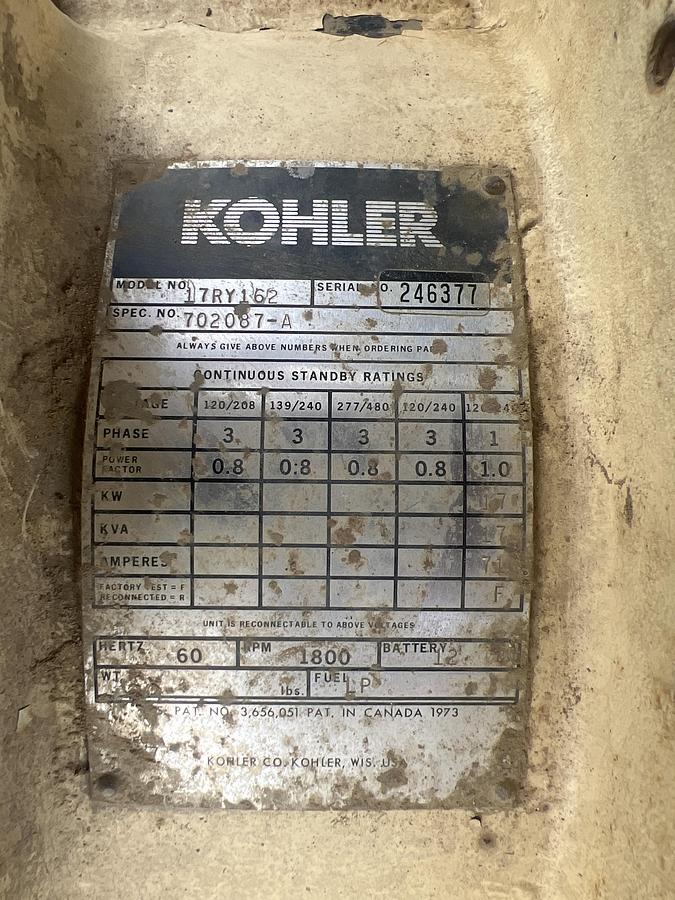 KOHLER
MODEL NO. 17RY162 SERIAL NO. 246377
SPEC. NO. 702087-A
ALWAYS GIVE ABOVE NUMBERS WHEN ORDERING
CONTINUOUS STANDBY RATINGS
120/208 139/240 277/480 120/240
PHASE 3 3 3 3 1
POWER FACTOR 0.8 0.8 0.8 0.8 1.0
KW 17
KVA
AMPERES 71
FACTORY TEST = F
RECONNECTED = R F
UNIT IS RECONNECTABLE TO ABOVE VOLTAGES
HERTZ 60 RPM 1800 BATTERY 12
WT. lbs. FUEL LP
PAT. NO. 3,656,051 PAT. IN CANADA 1973
KOHLER CO. KOHLER, WIS. USA